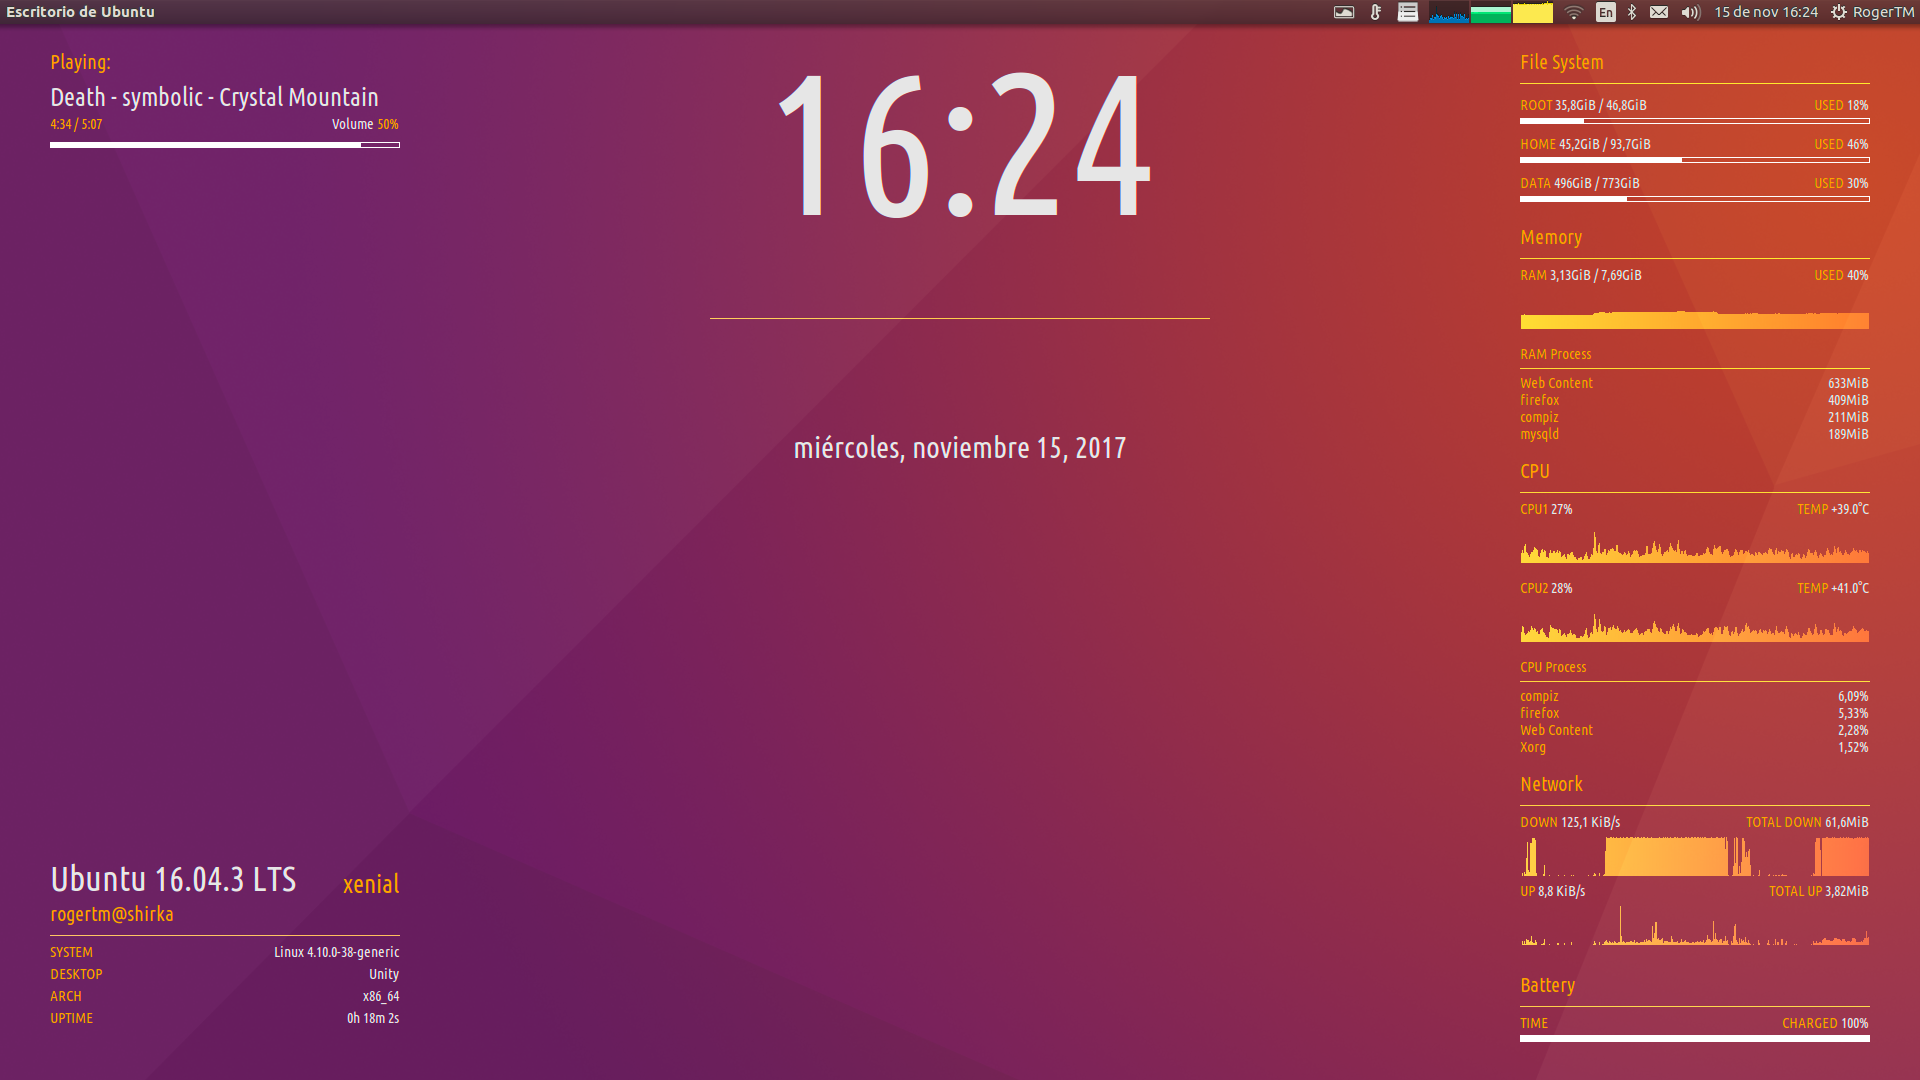 Escritorio de Ubuntu
En
15 de nov 16:24
RogerTM
Playing:
Death - symbolic - Crystal Mountain
4:34 / 5:07 Volume 50%
16:24
miércoles, noviembre 15, 2017
Ubuntu 16.04.3 LTS xenial
rogertm@shirka
SYSTEM Linux 4.10.0-38-generic
DESKTOP Unity
ARCH x86_64
UPTIME 0h 18m 2s
File System
ROOT 35,8GiB / 46,8GiB USED 18%
HOME 45,2GiB / 93,7GiB USED 46%
DATA 496GiB / 773GiB USED 30%
Memory
RAM 3,13GiB / 7,69GiB USED 40%
RAM Process
Web Content 633MiB
firefox 409MiB
compiz 211MiB
mysqld 189MiB
CPU
CPU1 27% TEMP +39.0°C
CPU2 28% TEMP +41.0°C
CPU Process
compiz 6,09%
firefox 5,33%
Web Content 2,28%
Xorg 1,52%
Network
DOWN 125,1 KiB/s TOTAL DOWN 61,6MiB
UP 8,8 KiB/s TOTAL UP 3,82MiB
Battery
TIME CHARGED 100%